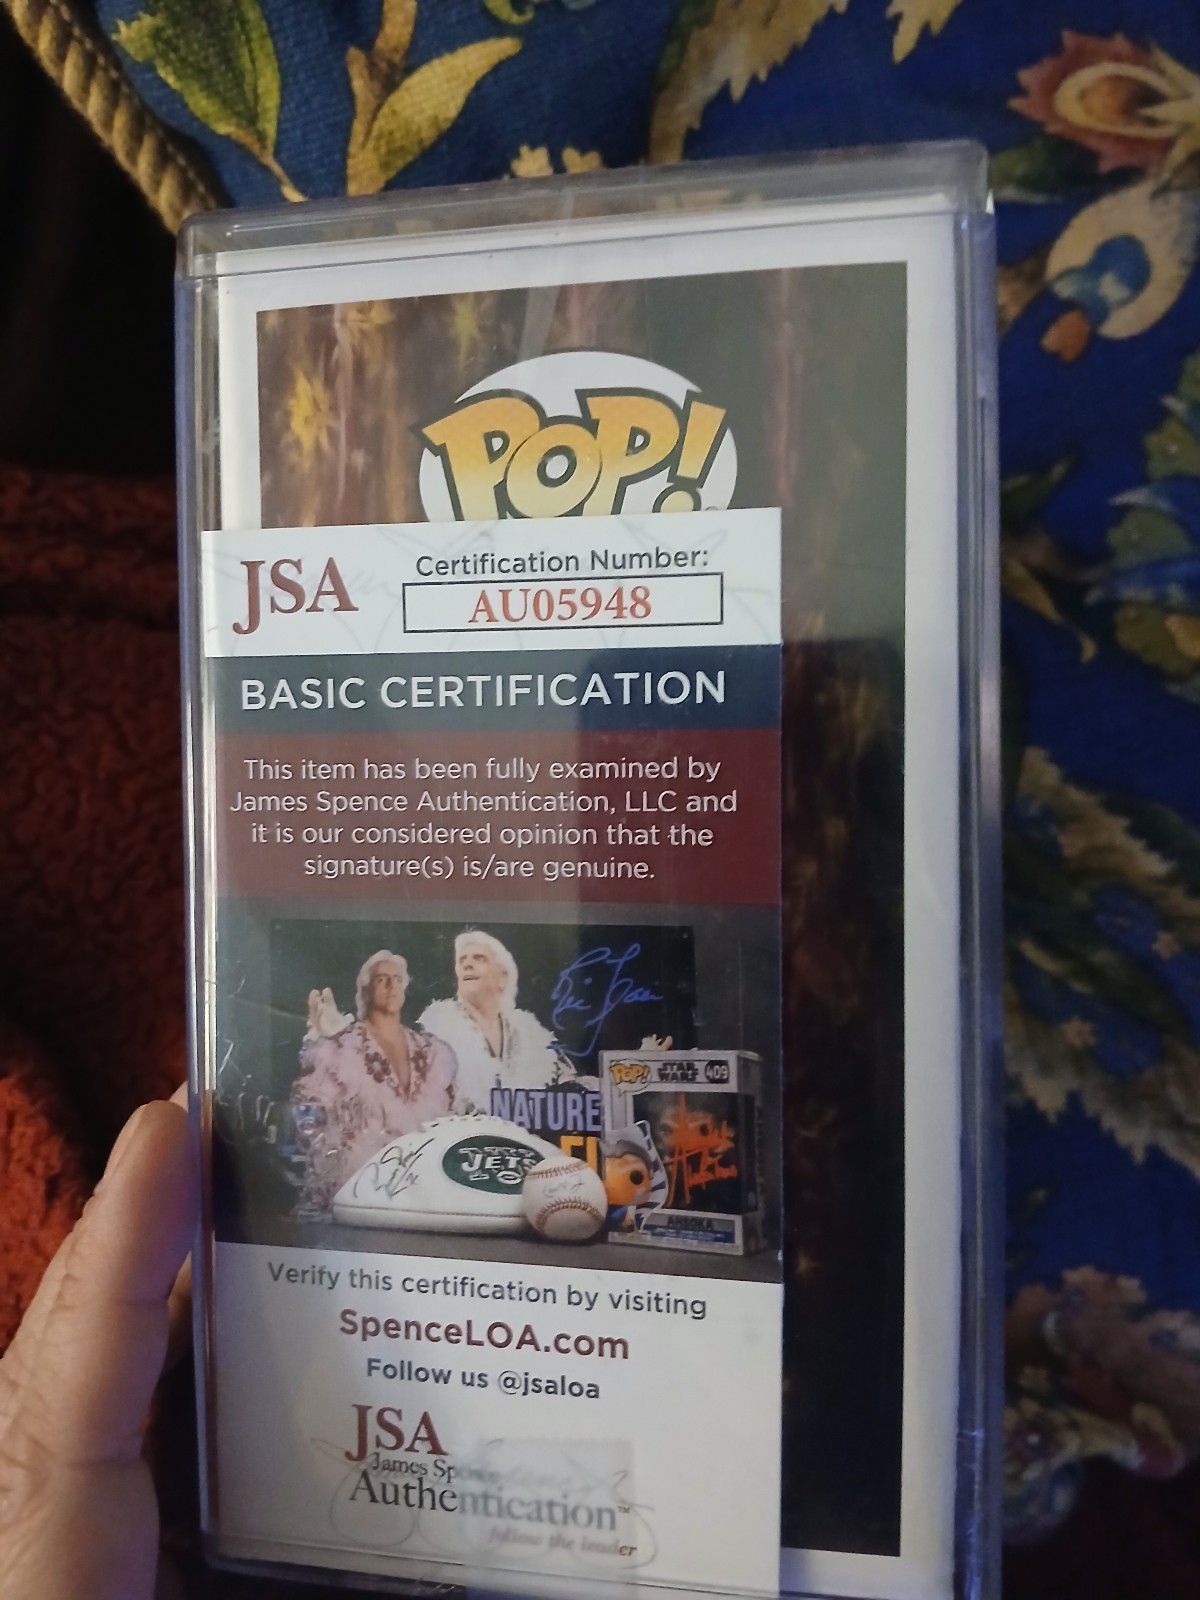 POP!
JSA
Certification Number:
AU05948
BASIC CERTIFICATION
This item has been fully examined by
James Spence Authentication, LLC and
it is our considered opinion that the
signature(s) is/are genuine.
POP! STAR WARS 409
NATURE
JETS
AHSOKA
Verify this certification by visiting
SpenceLOA.com
Follow us @jsaloa
JSA
James Spence
Authentication™
follow the leader